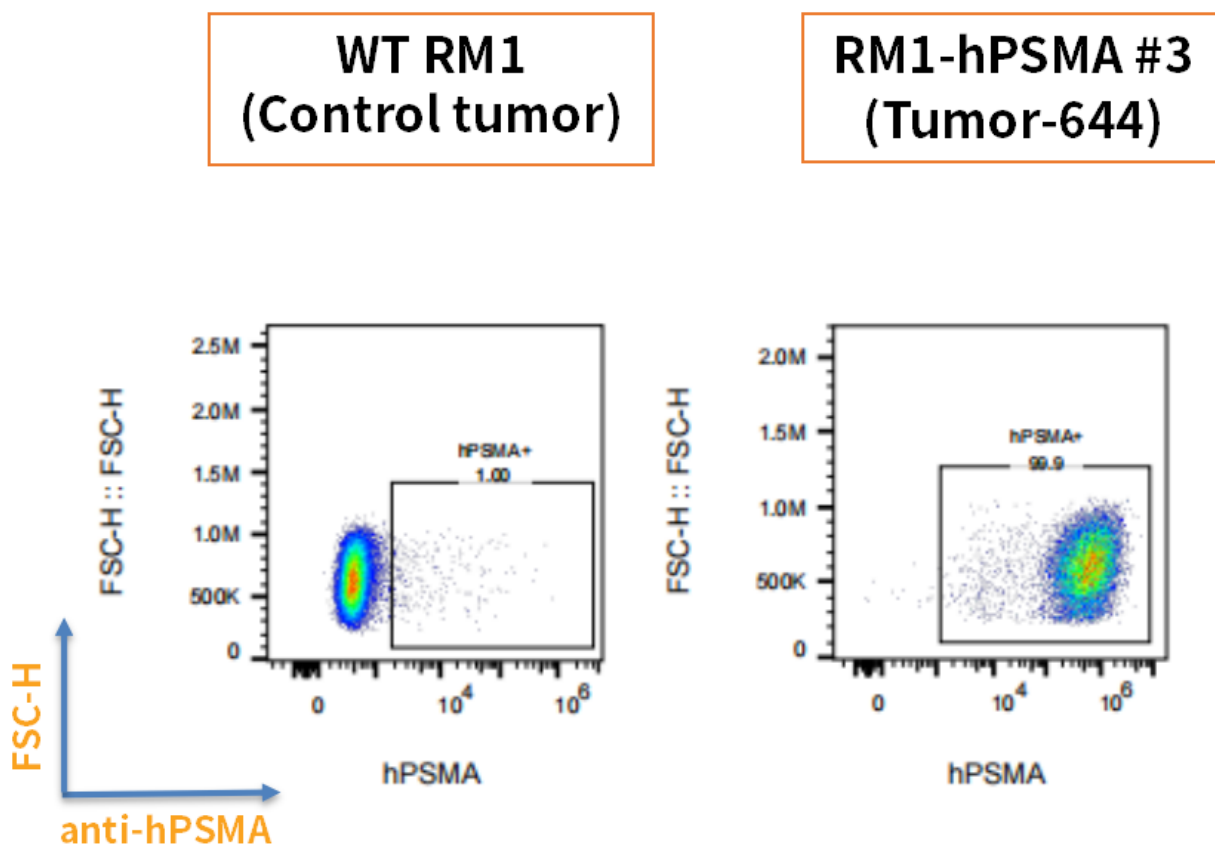 WT RM1
(Control tumor)
RM1-hPSMA #3
(Tumor-644)
FSC-H :: FSC-H
2.5M
2.0M
1.5M
1.0M
500K
0
hPSMA+
1.00
0
10^4
10^6
hPSMA
FSC-H :: FSC-H
2.0M
1.5M
1.0M
500K
0
hPSMA+
99.9
0
10^4
10^6
hPSMA
FSC-H
anti-hPSMA